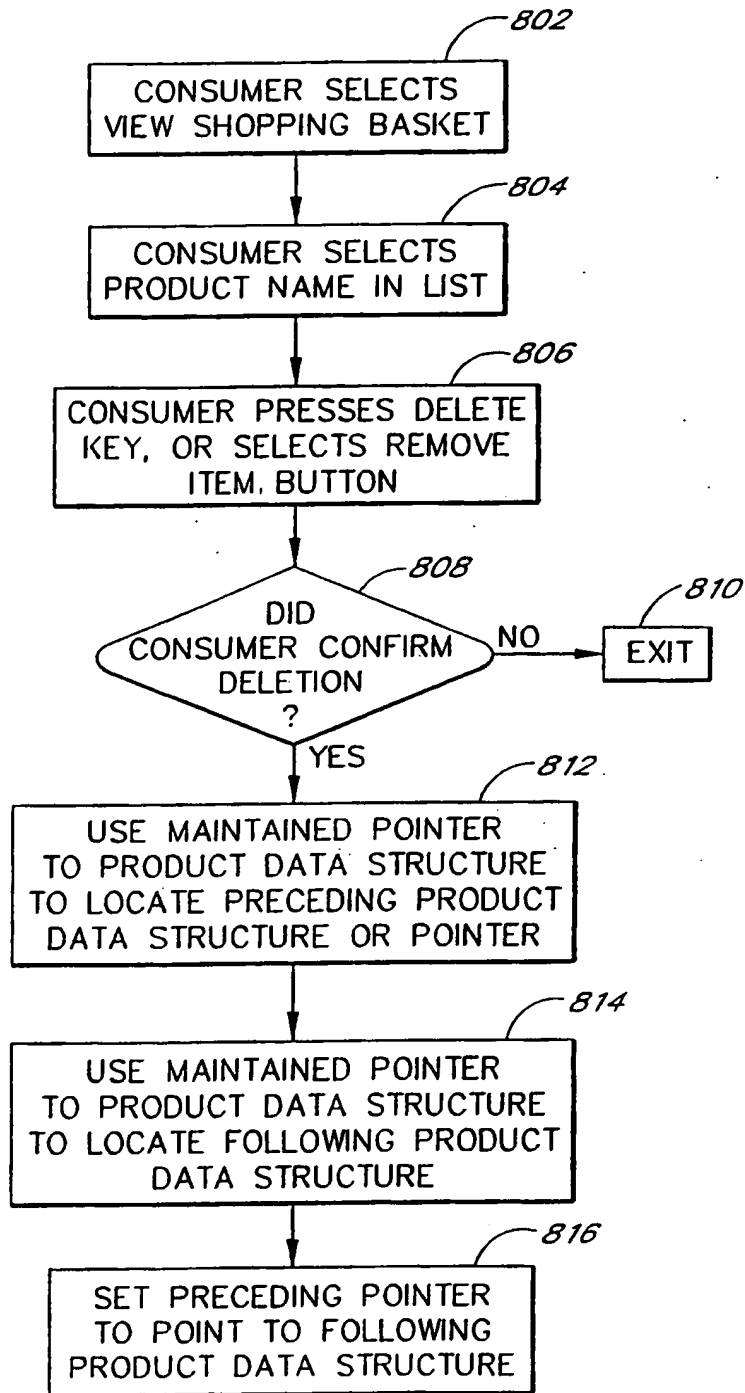 802
CONSUMER SELECTS
VIEW SHOPPING BASKET
804
CONSUMER SELECTS
PRODUCT NAME IN LIST
806
CONSUMER PRESSES DELETE
KEY, OR SELECTS REMOVE
ITEM. BUTTON
808
DID
CONSUMER CONFIRM
DELETION
?
NO
810
EXIT
YES
812
USE MAINTAINED POINTER
TO PRODUCT DATA STRUCTURE
TO LOCATE PRECEDING PRODUCT
DATA STRUCTURE OR POINTER
814
USE MAINTAINED POINTER
TO PRODUCT DATA STRUCTURE
TO LOCATE FOLLOWING PRODUCT
DATA STRUCTURE
816
SET PRECEDING POINTER
TO POINT TO FOLLOWING
PRODUCT DATA STRUCTURE